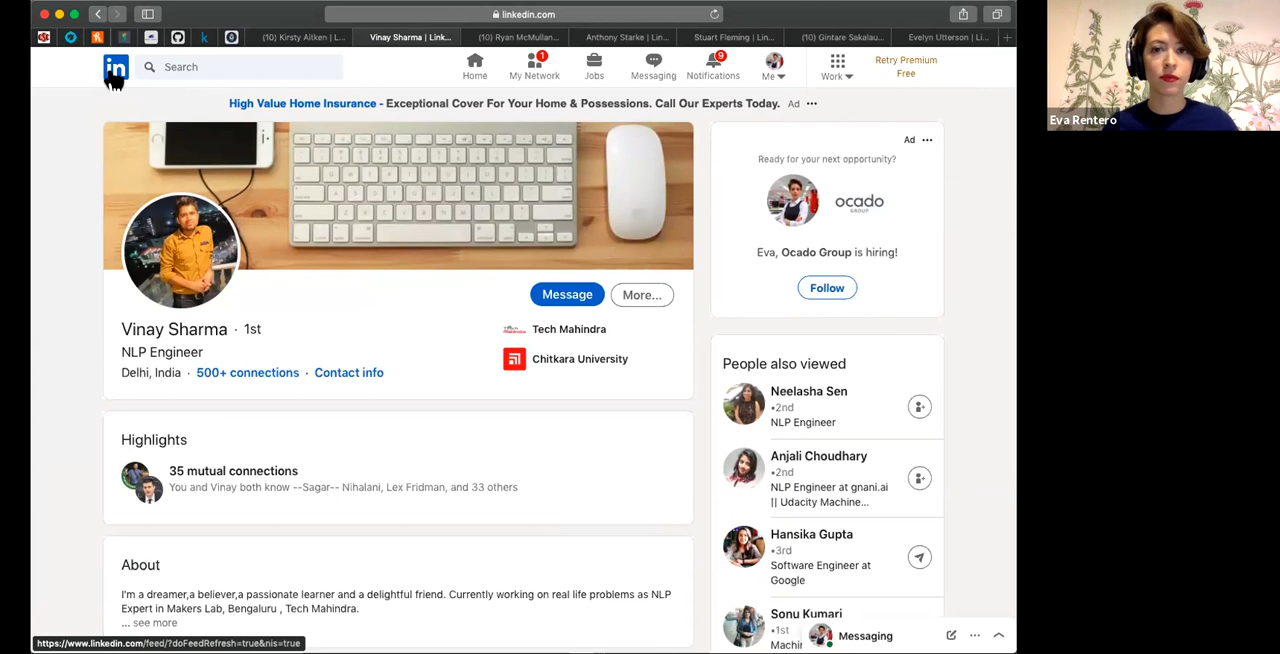 linkedin.com
(10) Kirsty Aitken | L...
Vinay Sharma | Link...
(10) Ryan McMullan...
Anthony Starke | Lin...
Stuart Fleming | Lin...
(10) Gintare Sakalau...
Evelyn Utterson | Li...
in
Search
Home
My Network
1
Jobs
Messaging
Notifications
9
Me
Work
Retry Premium
Free
Eva Rentero
High Value Home Insurance - Exceptional Cover For Your Home & Possessions. Call Our Experts Today. Ad ···
Message
More...
Vinay Sharma · 1st
NLP Engineer
Delhi, India · 500+ connections · Contact info
Tech Mahindra
Chitkara University
Highlights
35 mutual connections
You and Vinay both know --Sagar-- Nihalani, Lex Fridman, and 33 others
About
I'm a dreamer,a believer,a passionate learner and a delightful friend. Currently working on real life problems as NLP
Expert in Makers Lab, Bengaluru , Tech Mahindra.
... see more
Ad ···
Ready for your next opportunity?
ocado
GROUP
Eva, Ocado Group is hiring!
Follow
People also viewed
Neelasha Sen
•2nd
NLP Engineer
Anjali Choudhary
•2nd
NLP Engineer at gnani.ai
|| Udacity Machine...
Hansika Gupta
•3rd
Software Engineer at
Google
Sonu Kumari
•1st
Machi
Messaging
https://www.linkedin.com/feed/?doFeedRefresh=true&nis=true